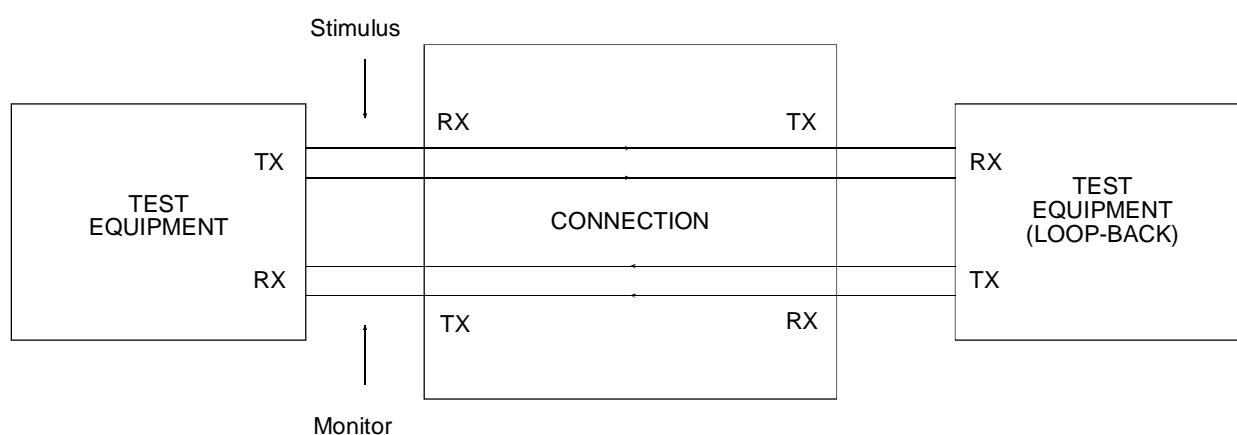 Stimulus
RX
TX
TX
RX
TEST
EQUIPMENT
CONNECTION
TEST
EQUIPMENT
(LOOP-BACK)
RX
TX
TX
RX
Monitor